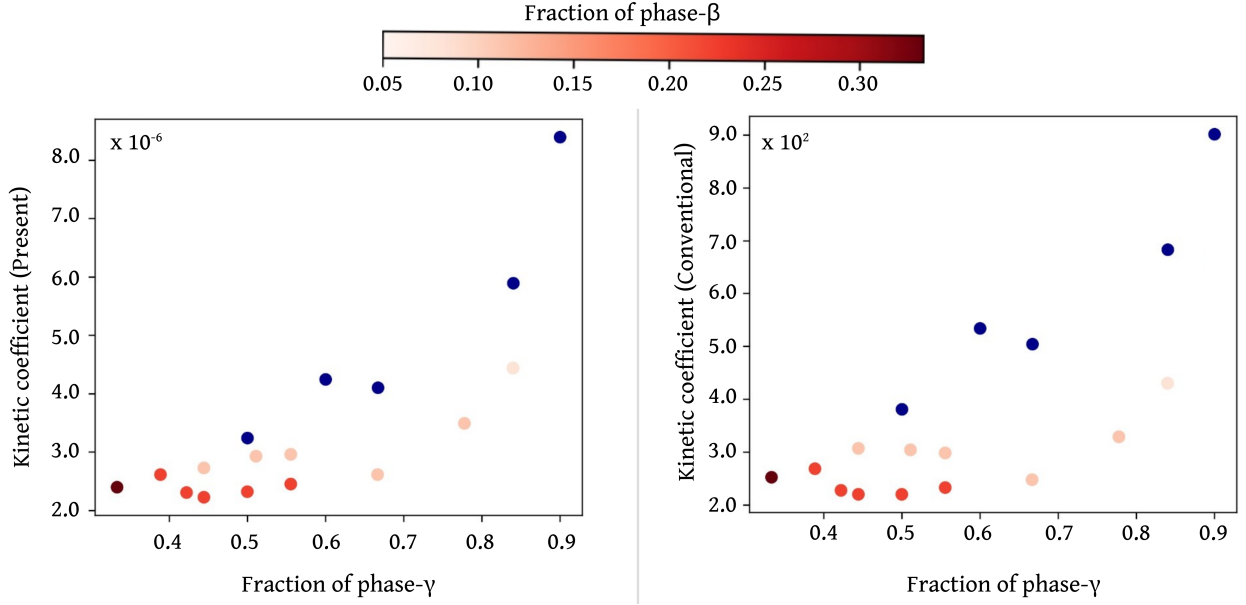 Fraction of phase-β
0.05 0.10 0.15 0.20 0.25 0.30
x 10-6
Kinetic coefficient (Present)
8.0
7.0
6.0
5.0
4.0
3.0
2.0
0.4 0.5 0.6 0.7 0.8 0.9
Fraction of phase-γ
x 102
Kinetic coefficient (Conventional)
9.0
8.0
7.0
6.0
5.0
4.0
3.0
2.0
0.4 0.5 0.6 0.7 0.8 0.9
Fraction of phase-γ